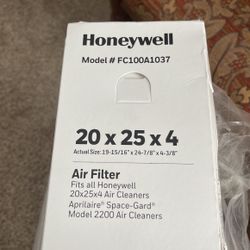 Honeywell
Model # FC100A1037
20 x 25 x 4
Actual Size: 19-15/16" x 24-7/8" x 4-3/8"
Air Filter
Fits all Honeywell
20x25x4 Air Cleaners
Aprilaire® Space-Gard®
Model 2200 Air Cleaners